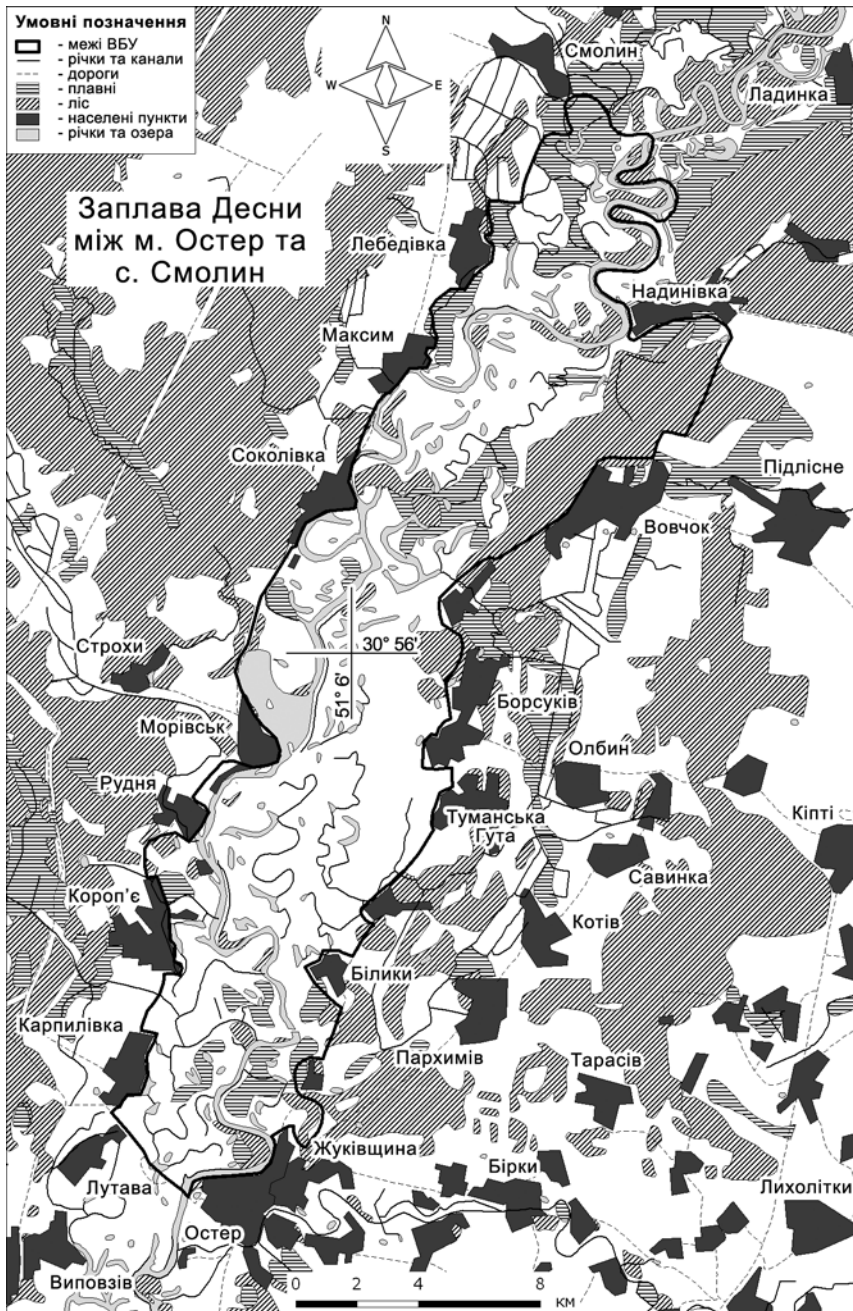 Умовні позначення
- межі ВБУ
- річки та канали
- дороги
- плавні
- ліс
- населені пункти
- річки та озера
N
W E
S
Смолин
Ладинка
Заплава Десни
між м. Остер та
с. Смолин
Лебедівка
Надинівка
Максим
Соколівка
Підлісне
Вовчок
30° 56'
51° 6'
Строхи
Борсуків
Морівськ
Олбин
Рудня
Туманська
Гута
Кіпті
Савинка
Короп'є
Котів
Білики
Карпилівка
Пархимів
Тарасів
Жуківщина
Бірки
Лутава
Лихолітки
Остер
Виповзів
0 2 4 8
км